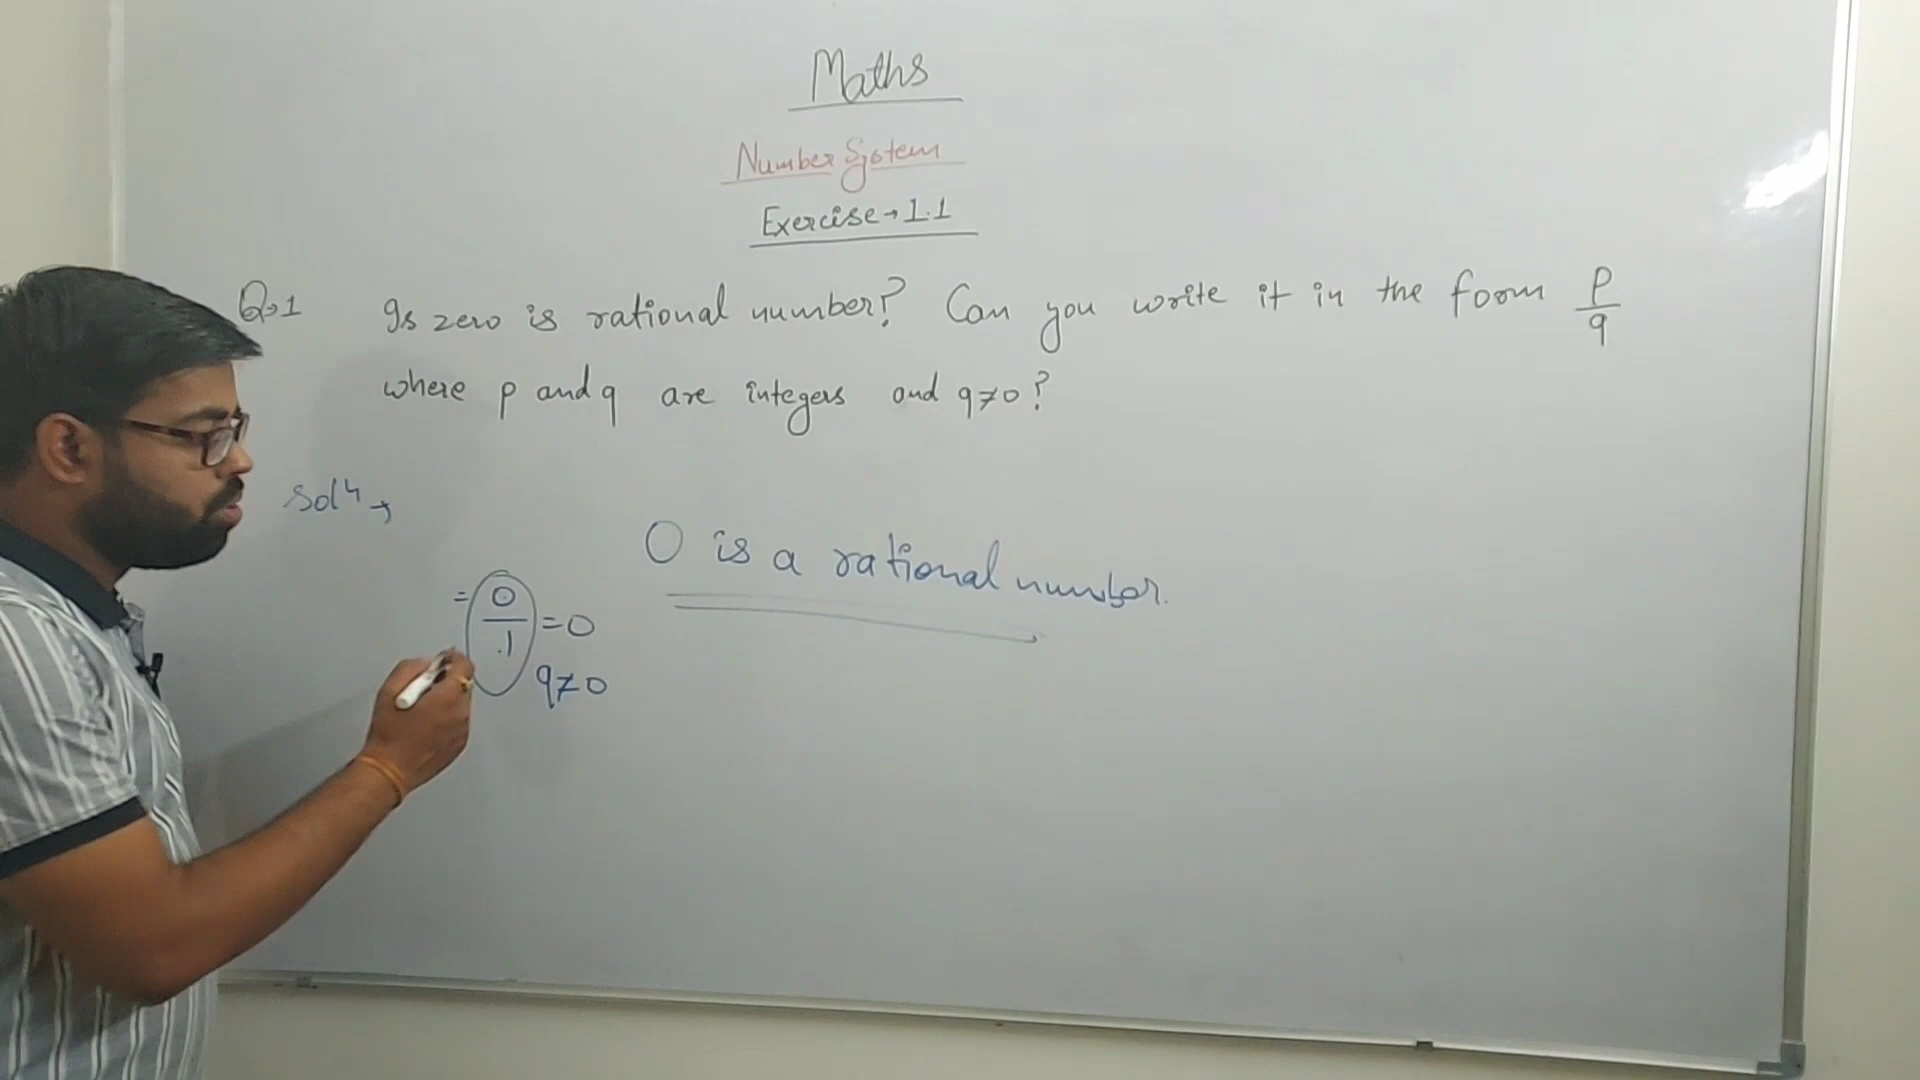 Maths
Number System
Exercise → 1.1
Q.1 Is zero is rational number? Can you write it in the form p/q
where p and q are integers and q≠0?
Solⁿ →
0 is a rational number.
= 0/1 = 0
q≠0